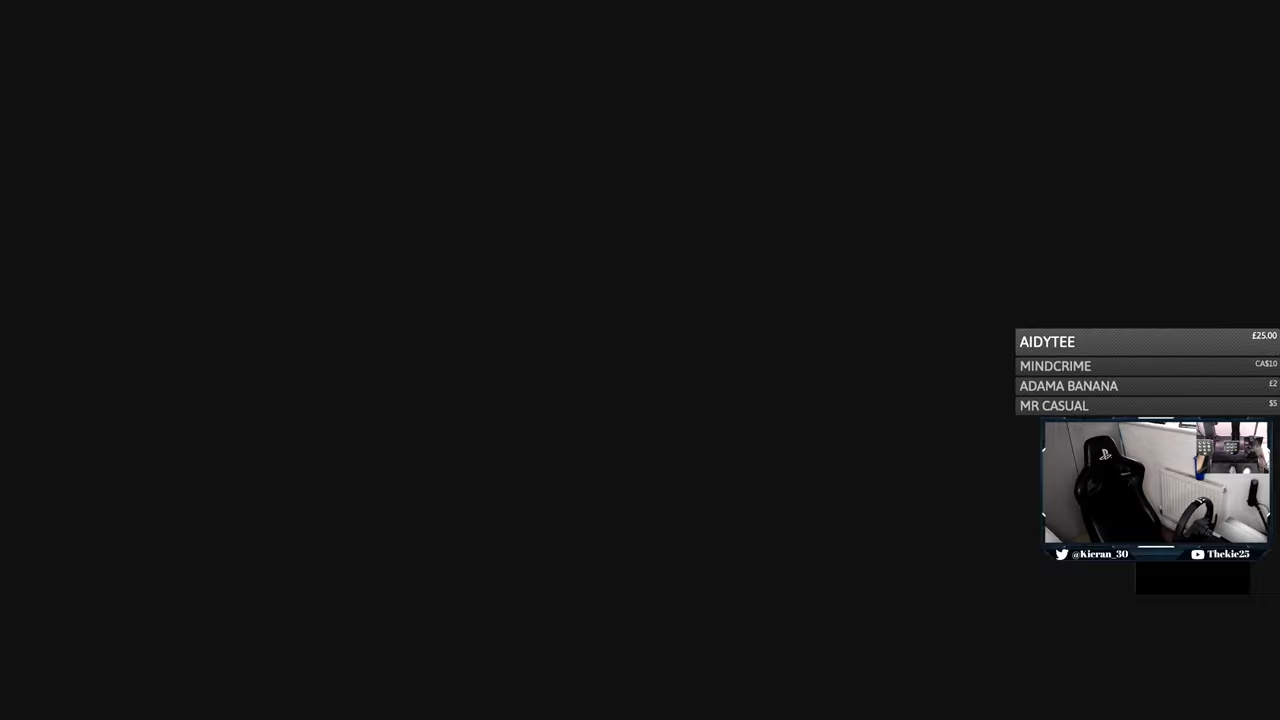 AIDYTEE £25.00
MINDCRIME CA$10
ADAMA BANANA £2
MR CASUAL $5
@Kieran_30 Thekie25